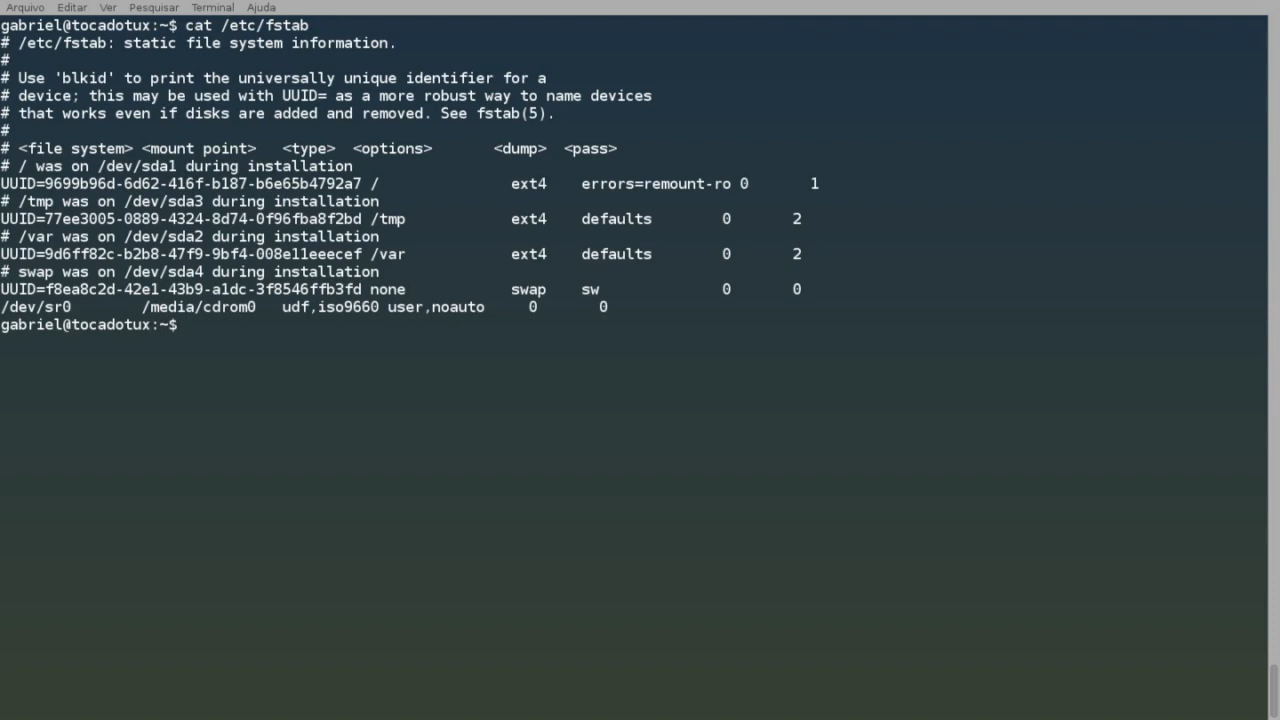 Arquivo Editar Ver Pesquisar Terminal Ajuda
gabriel@tocadotux:~$ cat /etc/fstab
# /etc/fstab: static file system information.
#
# Use 'blkid' to print the universally unique identifier for a
# device; this may be used with UUID= as a more robust way to name devices
# that works even if disks are added and removed. See fstab(5).
#
# <file system> <mount point>   <type>  <options>       <dump>  <pass>
# / was on /dev/sda1 during installation
UUID=9699b96d-6d62-416f-b187-b6e65b4792a7 /               ext4    errors=remount-ro 0       1
# /tmp was on /dev/sda3 during installation
UUID=77ee3005-0889-4324-8d74-0f96fba8f2bd /tmp            ext4    defaults        0       2
# /var was on /dev/sda2 during installation
UUID=9d6ff82c-b2b8-47f9-9bf4-008e11eeecef /var            ext4    defaults        0       2
# swap was on /dev/sda4 during installation
UUID=f8ea8c2d-42e1-43b9-a1dc-3f8546ffb3fd none            swap    sw              0       0
/dev/sr0        /media/cdrom0   udf,iso9660 user,noauto     0       0
gabriel@tocadotux:~$